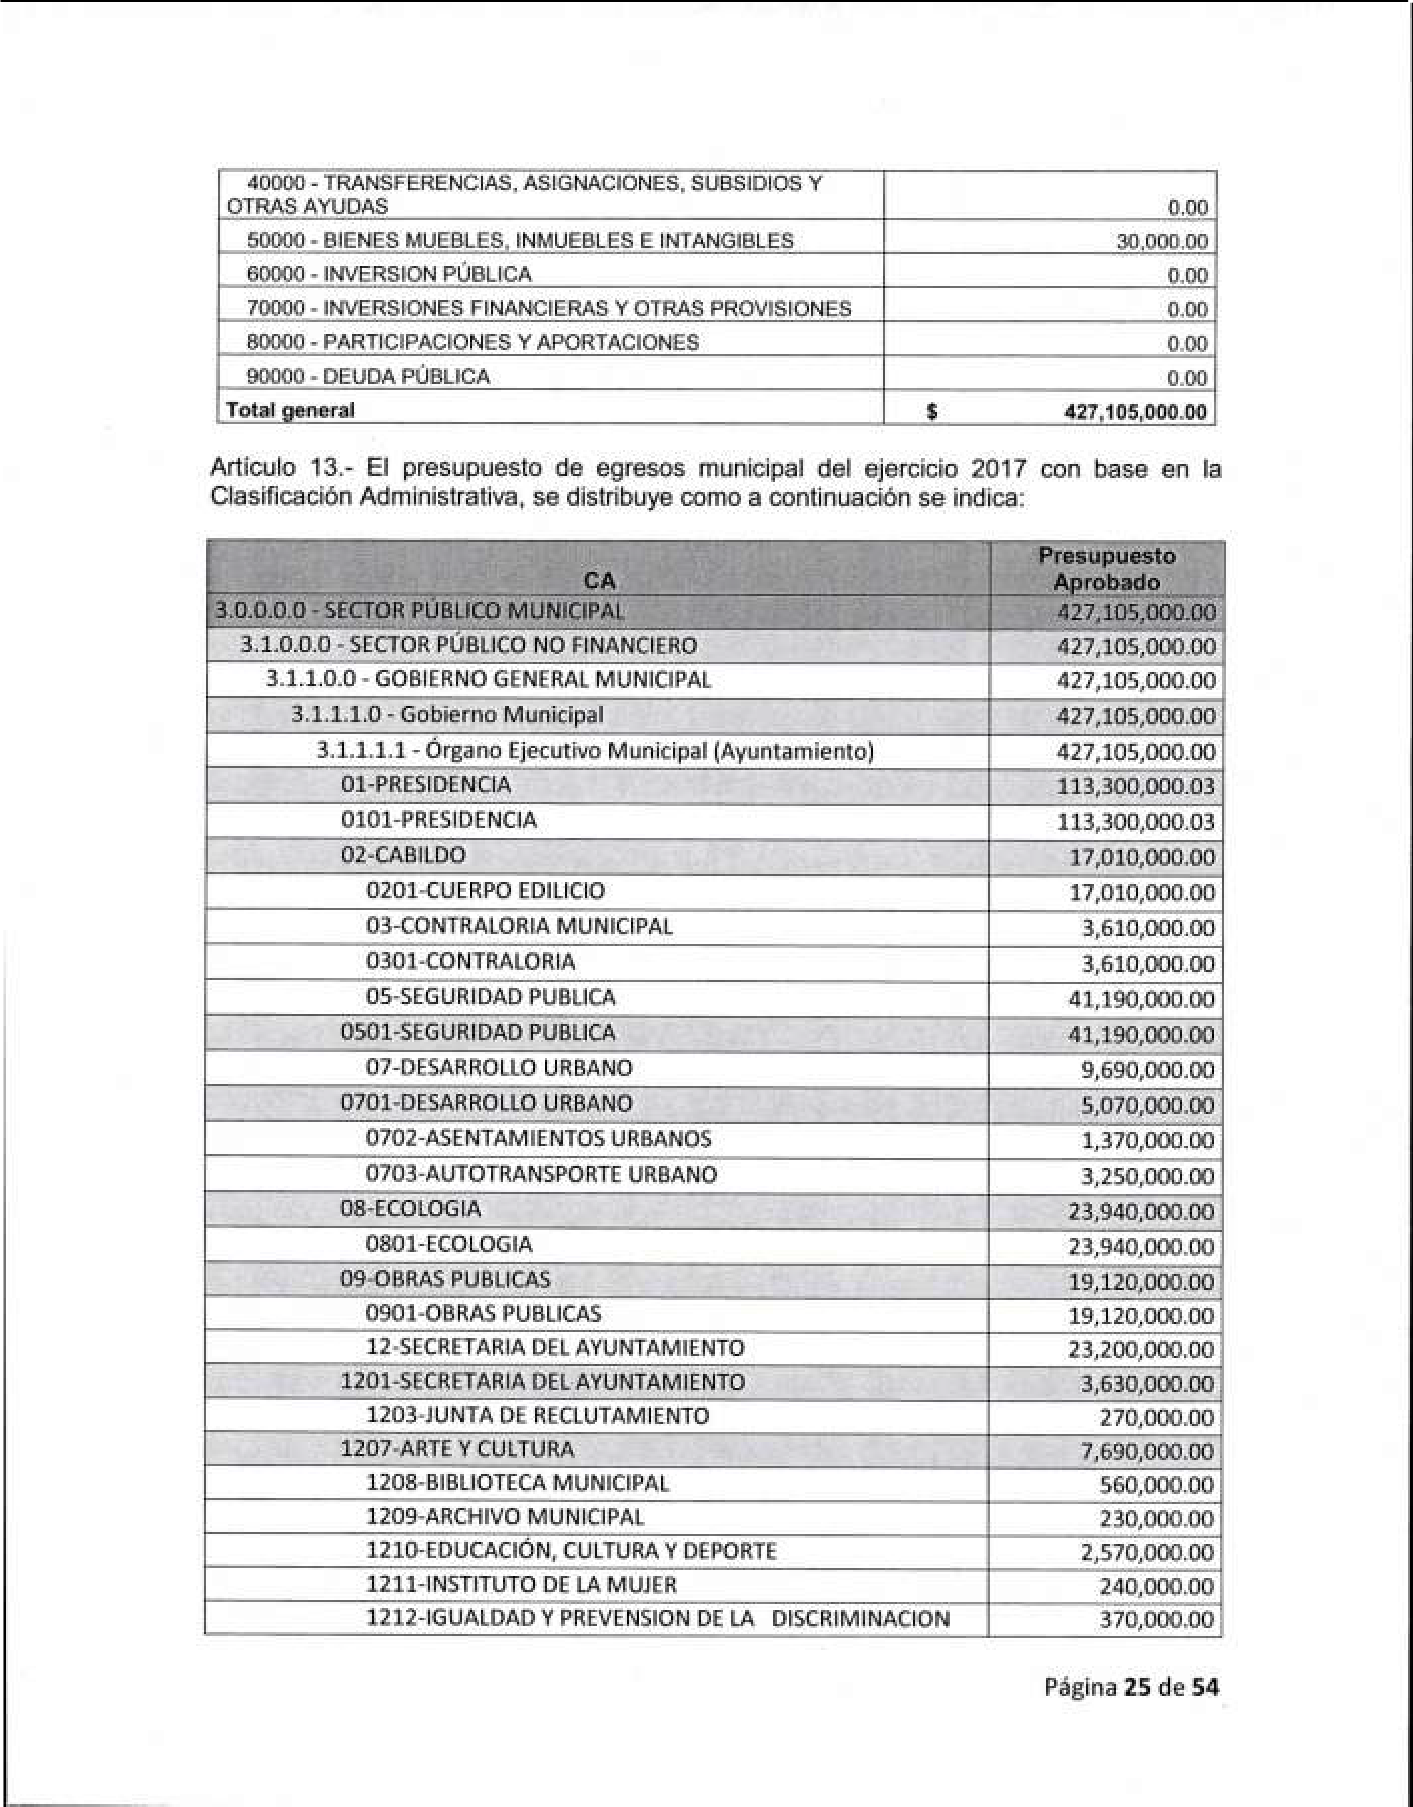 40000 - TRANSFERENCIAS, ASIGNACIONES, SUBSIDIOS Y
OTRAS AYUDAS 0.00
50000 - BIENES MUEBLES, INMUEBLES E INTANGIBLES 30,000.00
60000 - INVERSION PÚBLICA 0.00
70000 - INVERSIONES FINANCIERAS Y OTRAS PROVISIONES 0.00
80000 - PARTICIPACIONES Y APORTACIONES 0.00
90000 - DEUDA PÚBLICA 0.00
Total general $ 427,105,000.00
Artículo 13.- El presupuesto de egresos municipal del ejercicio 2017 con base en la
Clasificación Administrativa, se distribuye como a continuación se indica:
CA Presupuesto
Aprobado
3.0.0.0.0 - SECTOR PÚBLICO MUNICIPAL 427,105,000.00
3.1.0.0.0 - SECTOR PÚBLICO NO FINANCIERO 427,105,000.00
3.1.1.0.0 - GOBIERNO GENERAL MUNICIPAL 427,105,000.00
3.1.1.1.0 - Gobierno Municipal 427,105,000.00
3.1.1.1.1 - Órgano Ejecutivo Municipal (Ayuntamiento) 427,105,000.00
01-PRESIDENCIA 113,300,000.03
0101-PRESIDENCIA 113,300,000.03
02-CABILDO 17,010,000.00
0201-CUERPO EDILICIO 17,010,000.00
03-CONTRALORIA MUNICIPAL 3,610,000.00
0301-CONTRALORIA 3,610,000.00
05-SEGURIDAD PUBLICA 41,190,000.00
0501-SEGURIDAD PUBLICA 41,190,000.00
07-DESARROLLO URBANO 9,690,000.00
0701-DESARROLLO URBANO 5,070,000.00
0702-ASENTAMIENTOS URBANOS 1,370,000.00
0703-AUTOTRANSPORTE URBANO 3,250,000.00
08-ECOLOGIA 23,940,000.00
0801-ECOLOGIA 23,940,000.00
09-OBRAS PUBLICAS 19,120,000.00
0901-OBRAS PUBLICAS 19,120,000.00
12-SECRETARIA DEL AYUNTAMIENTO 23,200,000.00
1201-SECRETARIA DEL AYUNTAMIENTO 3,630,000.00
1203-JUNTA DE RECLUTAMIENTO 270,000.00
1207-ARTE Y CULTURA 7,690,000.00
1208-BIBLIOTECA MUNICIPAL 560,000.00
1209-ARCHIVO MUNICIPAL 230,000.00
1210-EDUCACIÓN, CULTURA Y DEPORTE 2,570,000.00
1211-INSTITUTO DE LA MUJER 240,000.00
1212-IGUALDAD Y PREVENSION DE LA DISCRIMINACION 370,000.00
Página 25 de 54